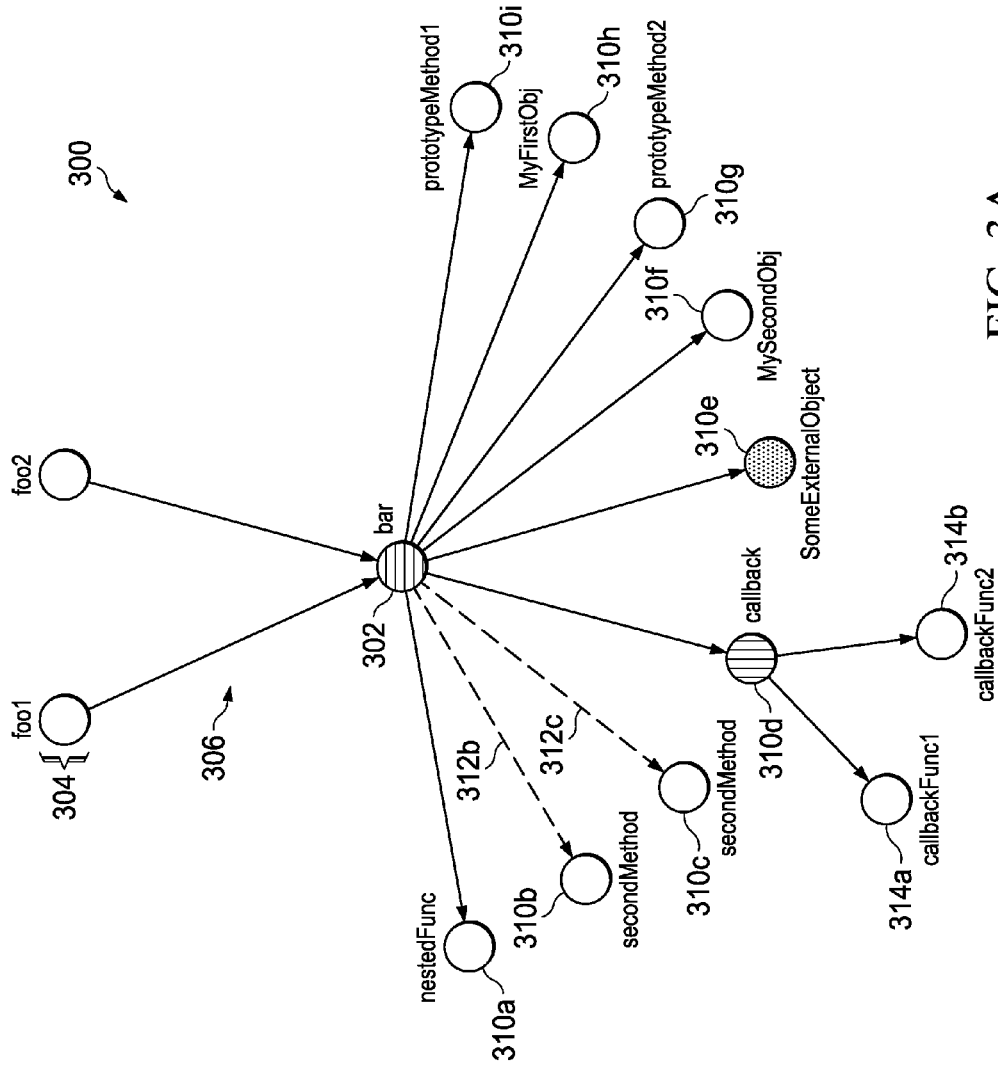 foo1
foo2
304
300
306
302
bar
nestedFunc
310a
312b
312c
310b
secondMethod
310c
secondMethod
prototypeMethod1
310i
MyFirstObj
310h
prototypeMethod2
310g
310f
MySecondObj
310e
SomeExternalObject
callback
310d
314a
callbackFunc1
314b
callbackFunc2
FIG. 3A